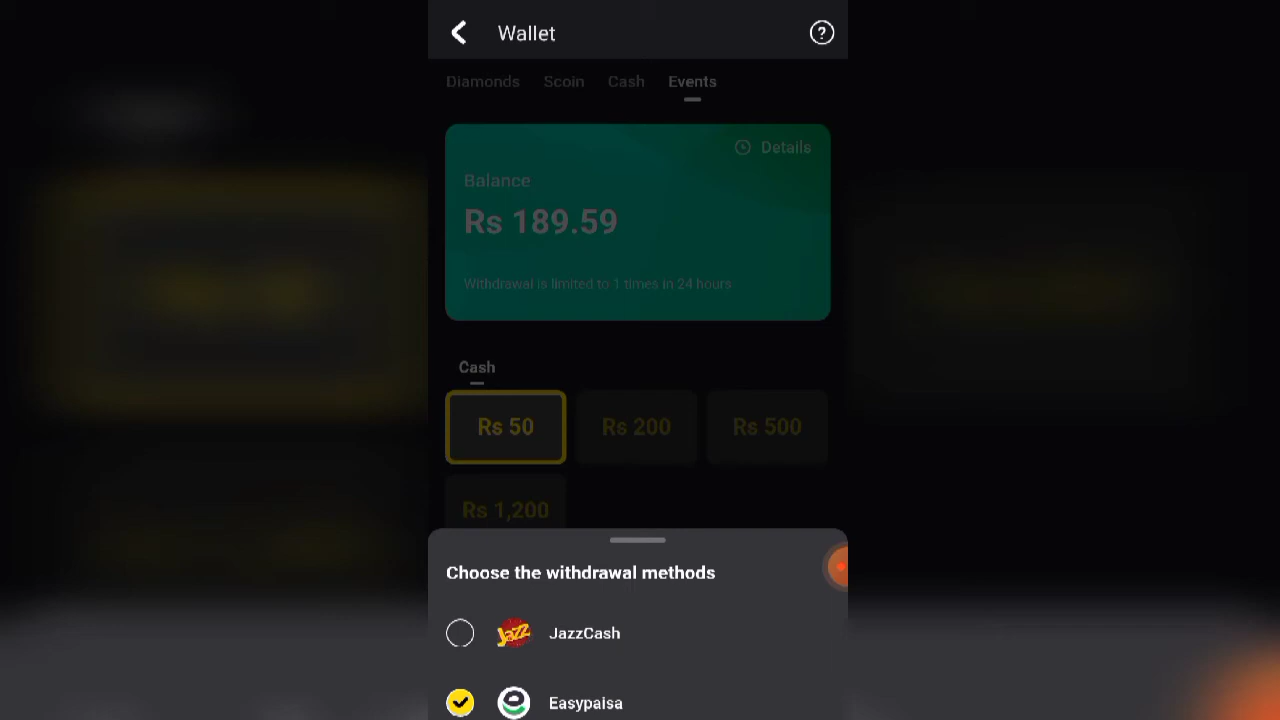 Wallet
?
Diamonds Scoin Cash Events
Details
Balance
Rs 189.59
Withdrawal is limited to 1 times in 24 hours
Cash
Rs 50 Rs 200 Rs 500
Rs 1,200
Choose the withdrawal methods
Jazz JazzCash
e Easypaisa